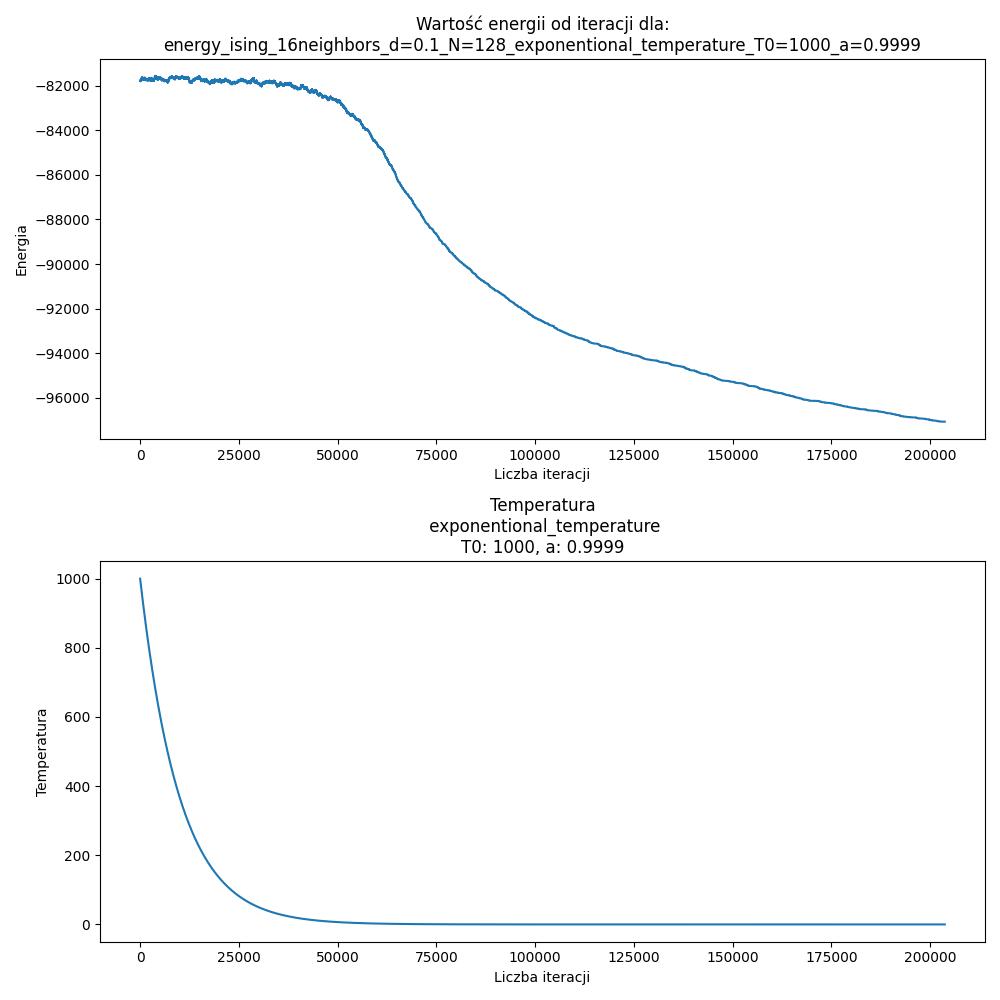 Wartość energii od iteracji dla:
energy_ising_16neighbors_d=0.1_N=128_exponentional_temperature_T0=1000_a=0.9999
−82000
−84000
−86000
−88000
−90000
−92000
−94000
−96000
Energia
0 25000 50000 75000 100000 125000 150000 175000 200000
Liczba iteracji
Temperatura
exponentional_temperature
T0: 1000, a: 0.9999
1000
800
600
400
200
0
Temperatura
0 25000 50000 75000 100000 125000 150000 175000 200000
Liczba iteracji